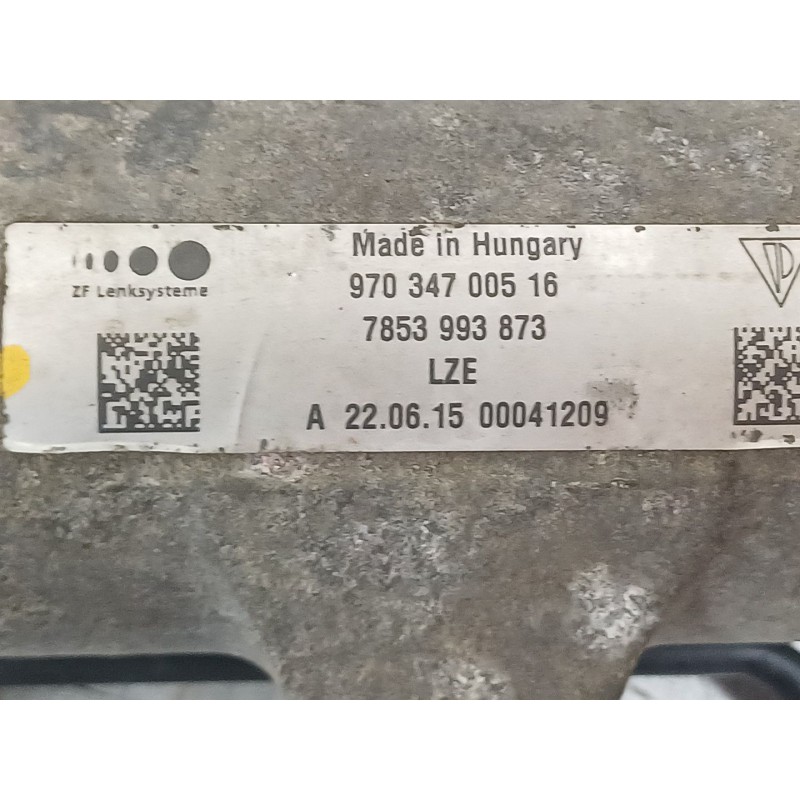 Made in Hungary
ZF Lenksysteme
970 347 005 16
7853 993 873
LZE
A 22.06.15 00041209